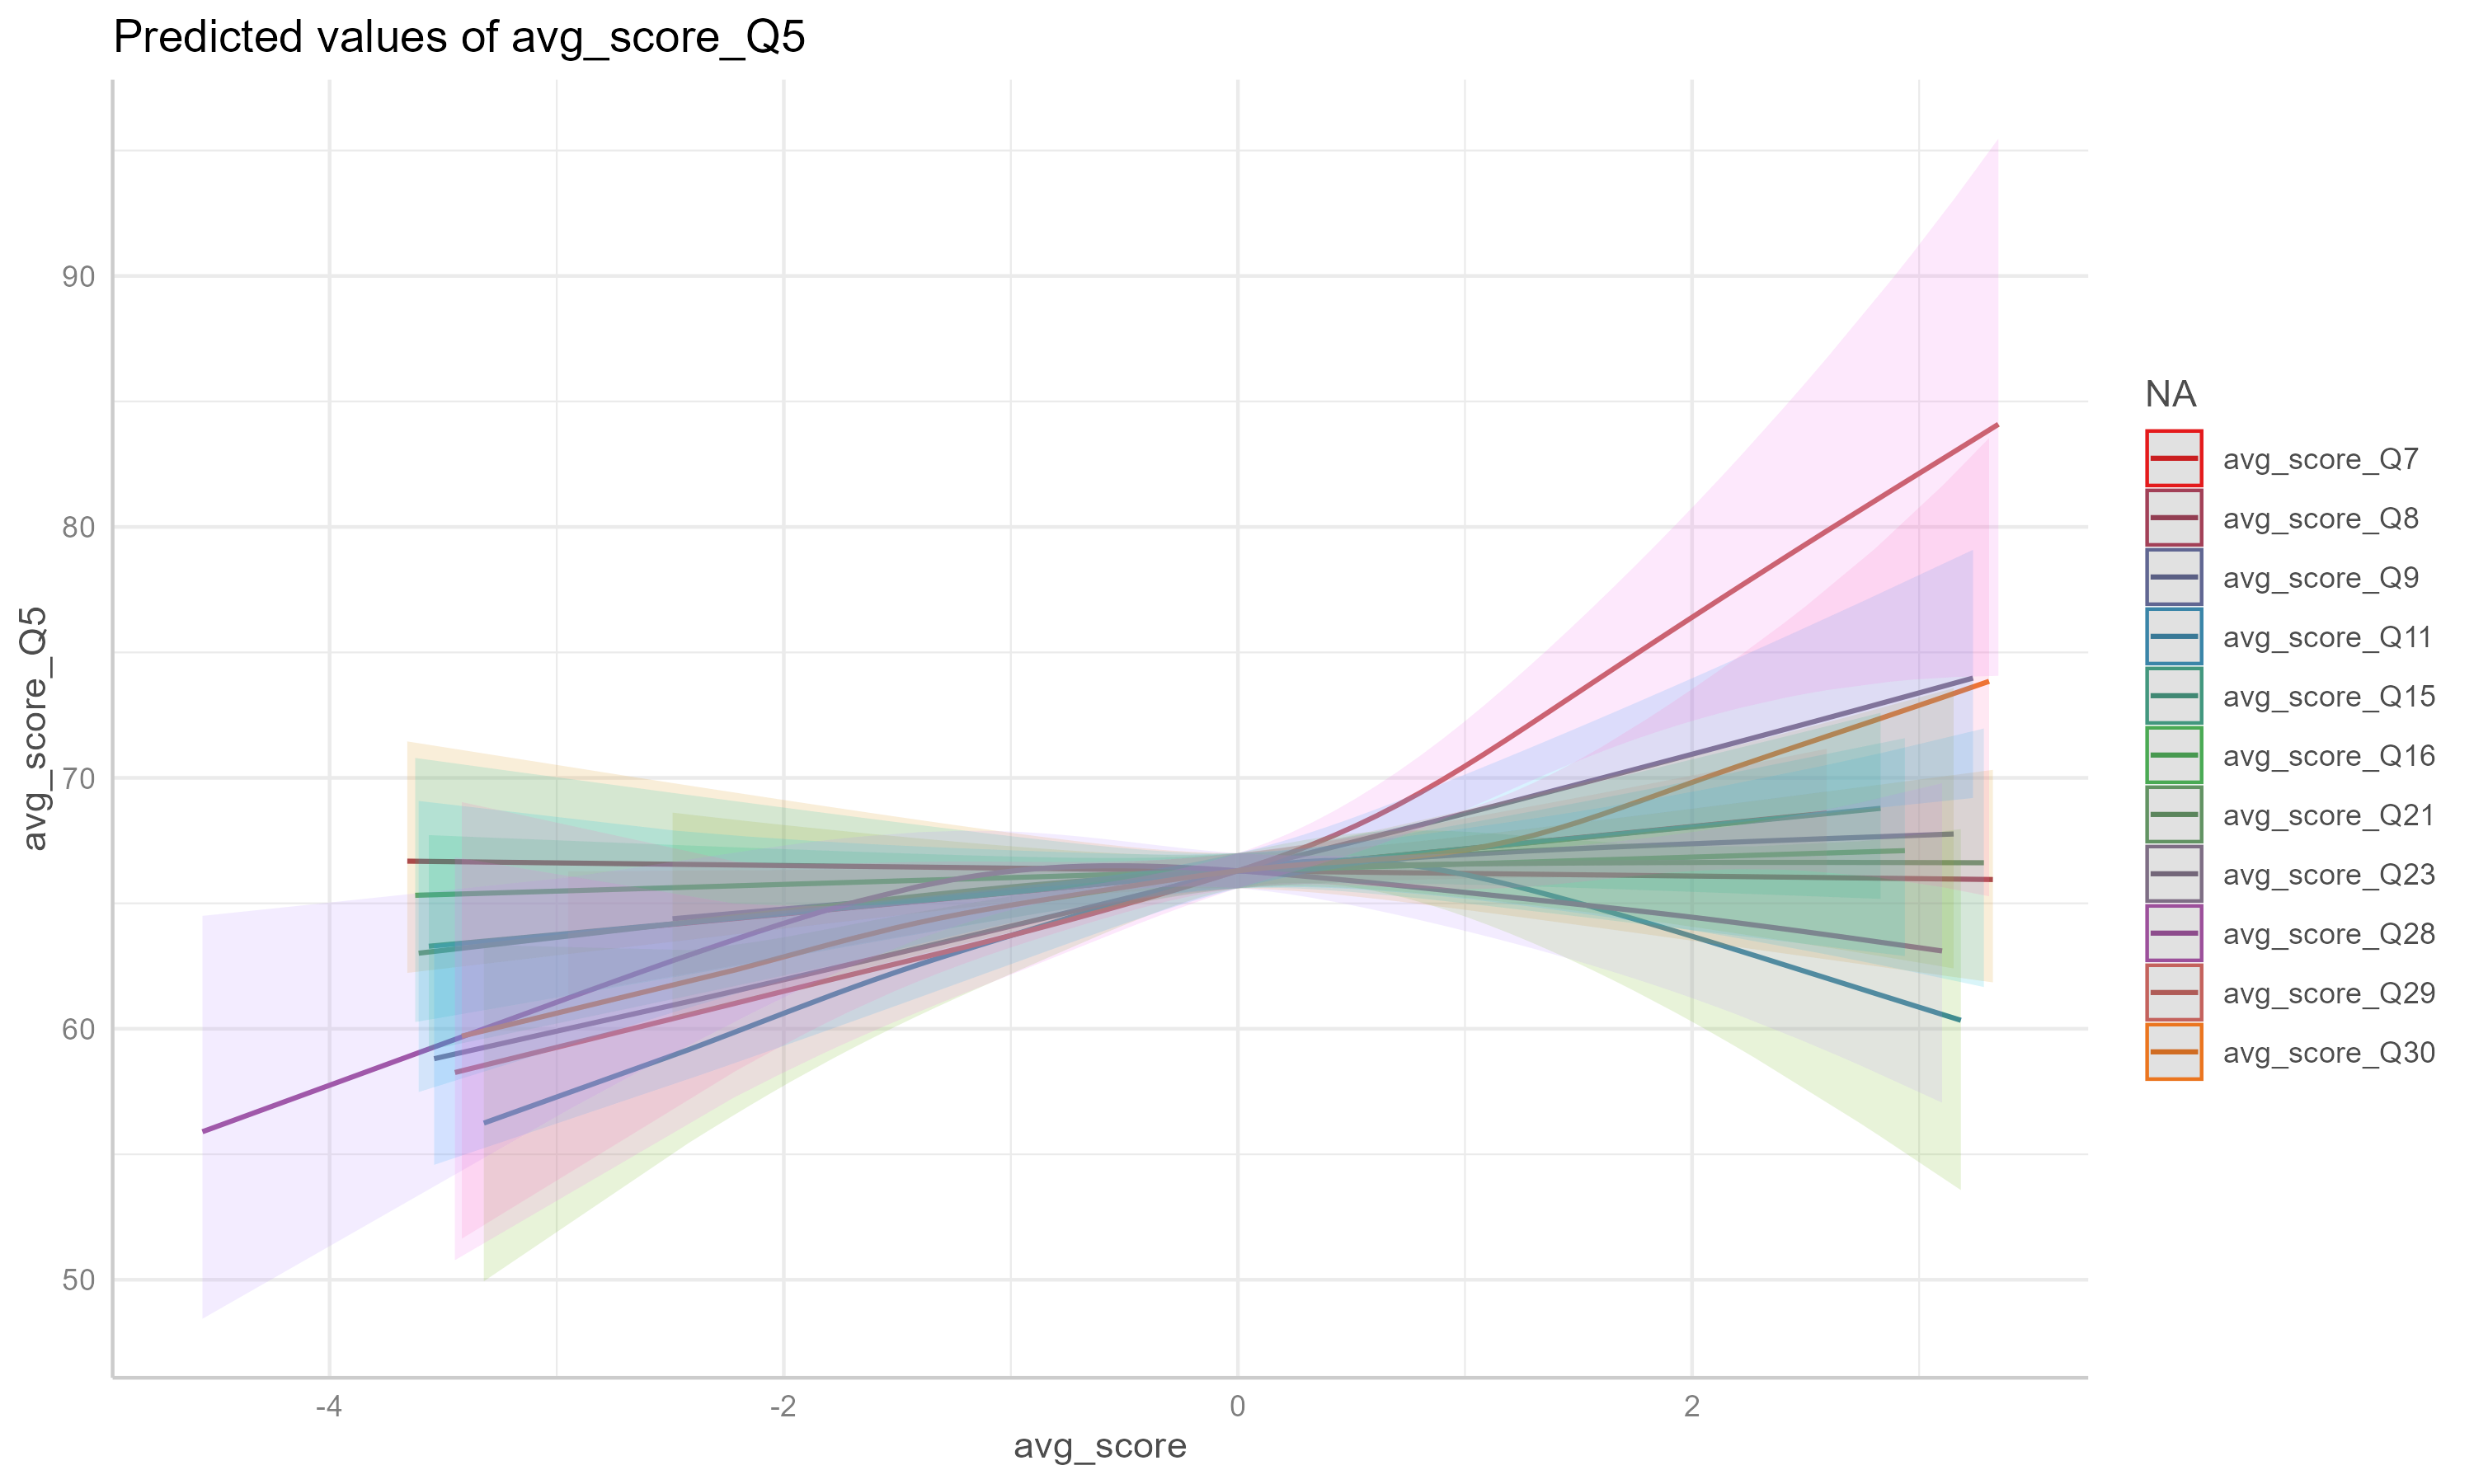 Predicted values of avg_score_Q5
avg_score_Q5
90
80
70
60
50
-4
-2
0
2
avg_score
NA
avg_score_Q7
avg_score_Q8
avg_score_Q9
avg_score_Q11
avg_score_Q15
avg_score_Q16
avg_score_Q21
avg_score_Q23
avg_score_Q28
avg_score_Q29
avg_score_Q30